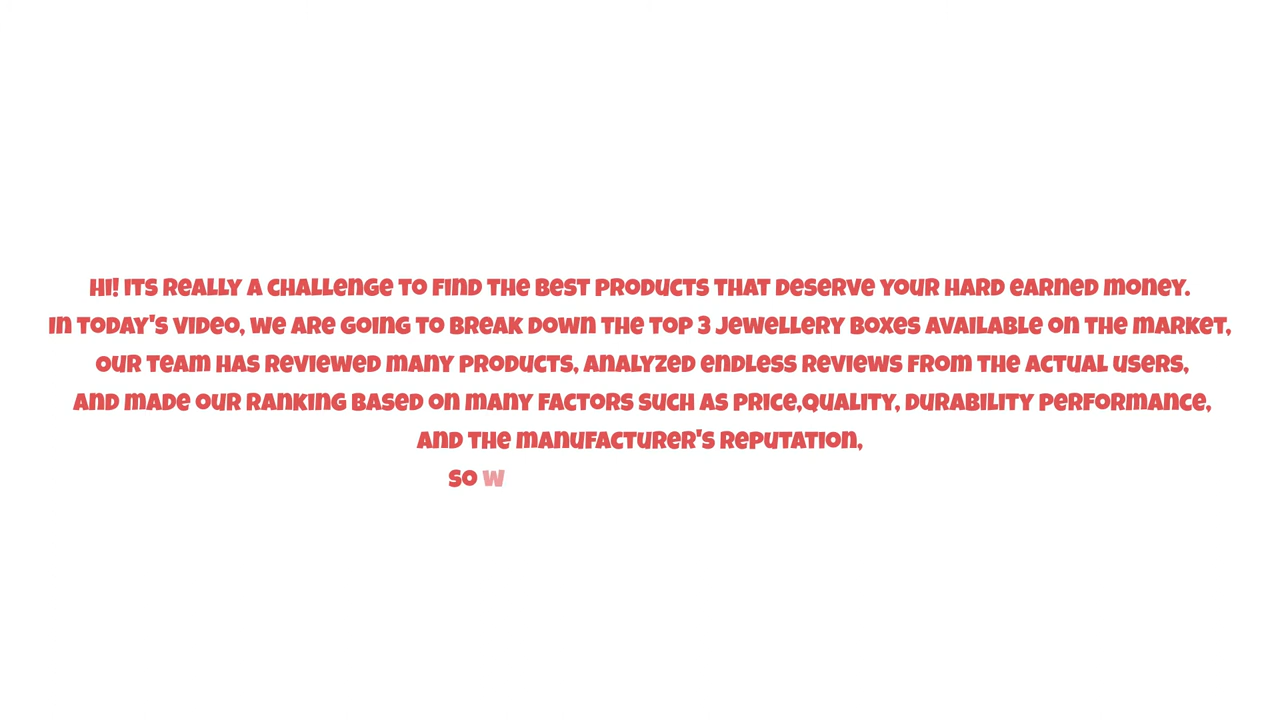 Hi! Its really a challenge to find the best products that deserve your hard earned money.
In today's video, we are going to break down the top 3 jewellery boxes available on the market,
our team has reviewed many products, analyzed endless reviews from the actual users,
and made our ranking based on many factors such as price,quality, durability performance,
and the manufacturer's reputation,
so w